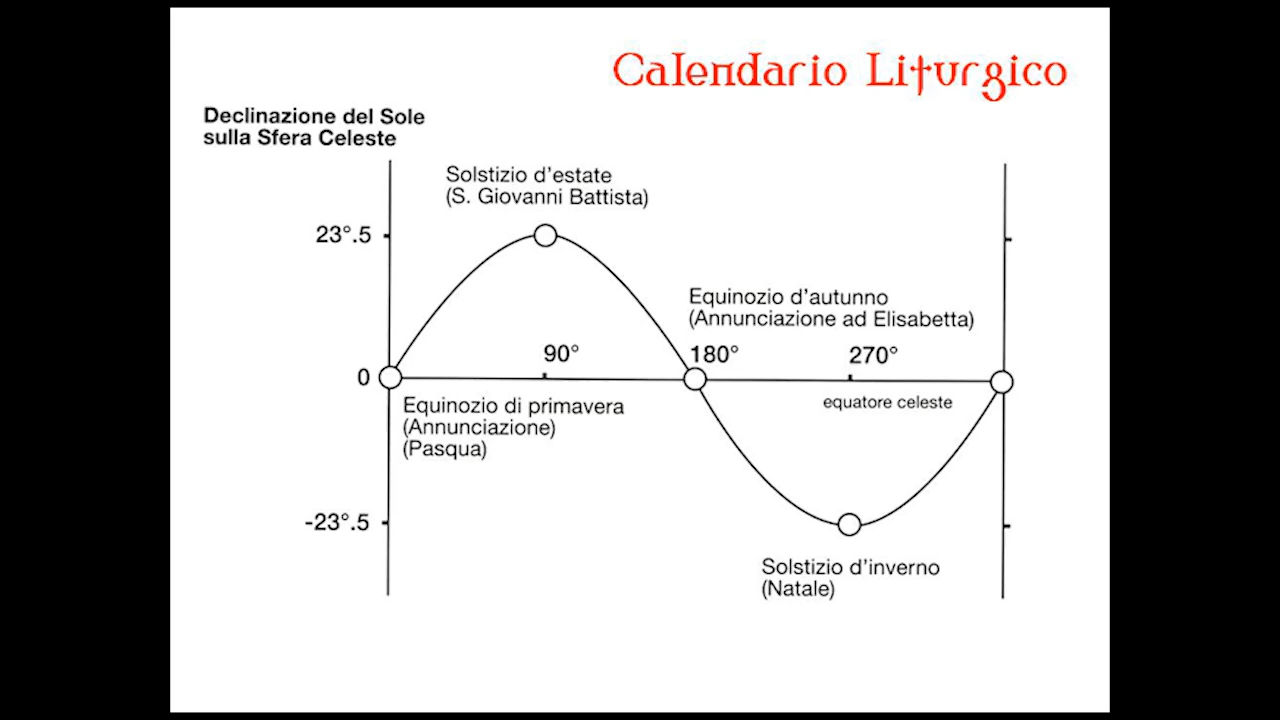 Calendario Liturgico
Declinazione del Sole
sulla Sfera Celeste
Solstizio d'estate
(S. Giovanni Battista)
23°.5
Equinozio d'autunno
(Annunciazione ad Elisabetta)
90°
180°
270°
0
equatore celeste
Equinozio di primavera
(Annunciazione)
(Pasqua)
-23°.5
Solstizio d'inverno
(Natale)